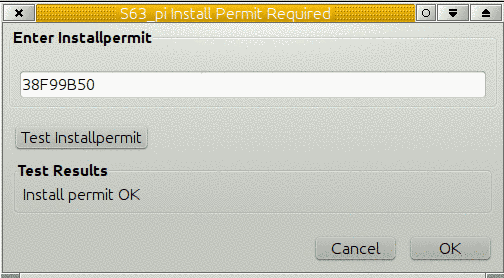 S63_pi Install Permit Required
Enter Installpermit
38F99B50
Test Installpermit
Test Results
Install permit OK
Cancel OK